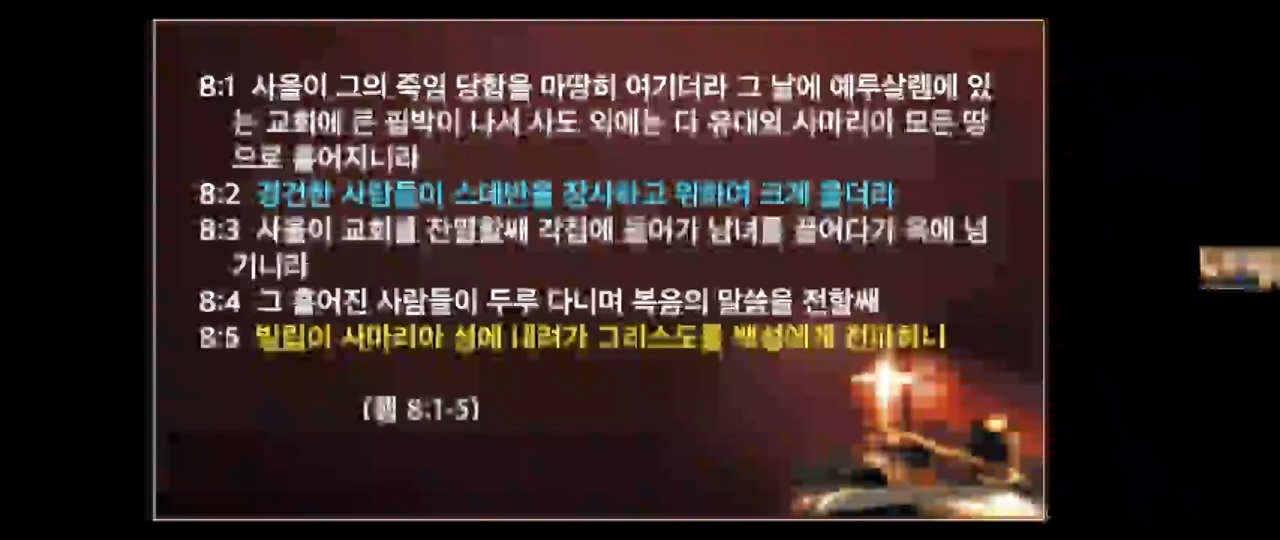 8:1 사울이 그의 죽임 당함을 마땅히 여기더라 그 날에 예루살렘에 있
는 교회에 큰 핍박이 나서 사도 외에는 다 유대와 사마리아 모든 땅
으로 흩어지니라
8:2 경건한 사람들이 스데반을 장사하고 위하여 크게 울더라
8:3 사울이 교회를 잔멸할쌔 각집에 들어가 남녀를 끌어다가 옥에 넘
기니라
8:4 그 흩어진 사람들이 두루 다니며 복음의 말씀을 전할쌔
8:5 빌립이 사마리아 성에 내려가 그리스도를 백성에게 전파하니
(행 8:1-5)